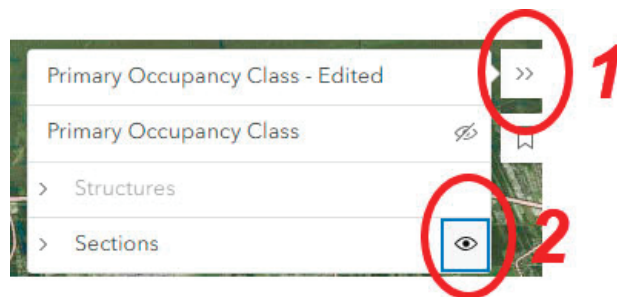 Primary Occupancy Class - Edited
1
Primary Occupancy Class
Structures
Sections
2